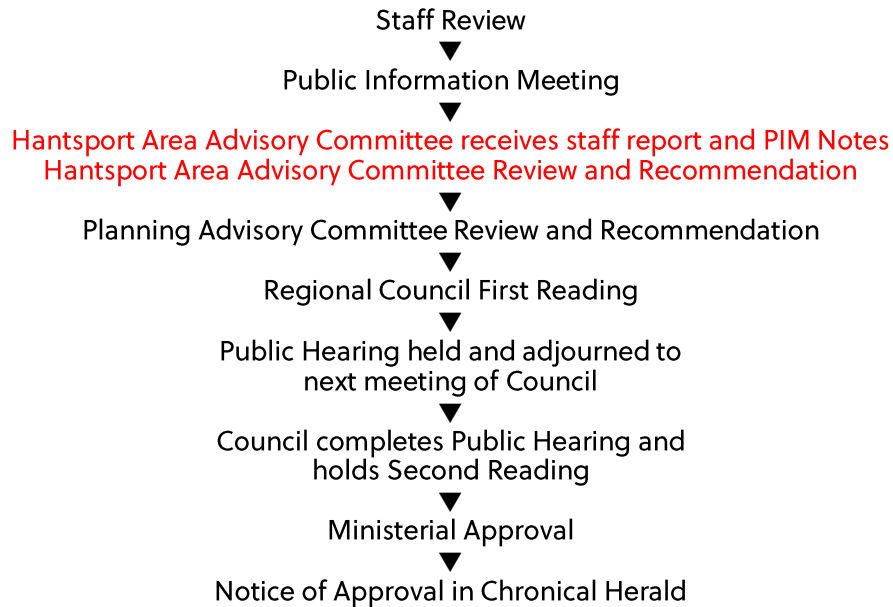 Staff Review
Public Information Meeting
Hantsport Area Advisory Committee receives staff report and PIM Notes
Hantsport Area Advisory Committee Review and Recommendation
Planning Advisory Committee Review and Recommendation
Regional Council First Reading
Public Hearing held and adjourned to
next meeting of Council
Council completes Public Hearing and
holds Second Reading
Ministerial Approval
Notice of Approval in Chronical Herald